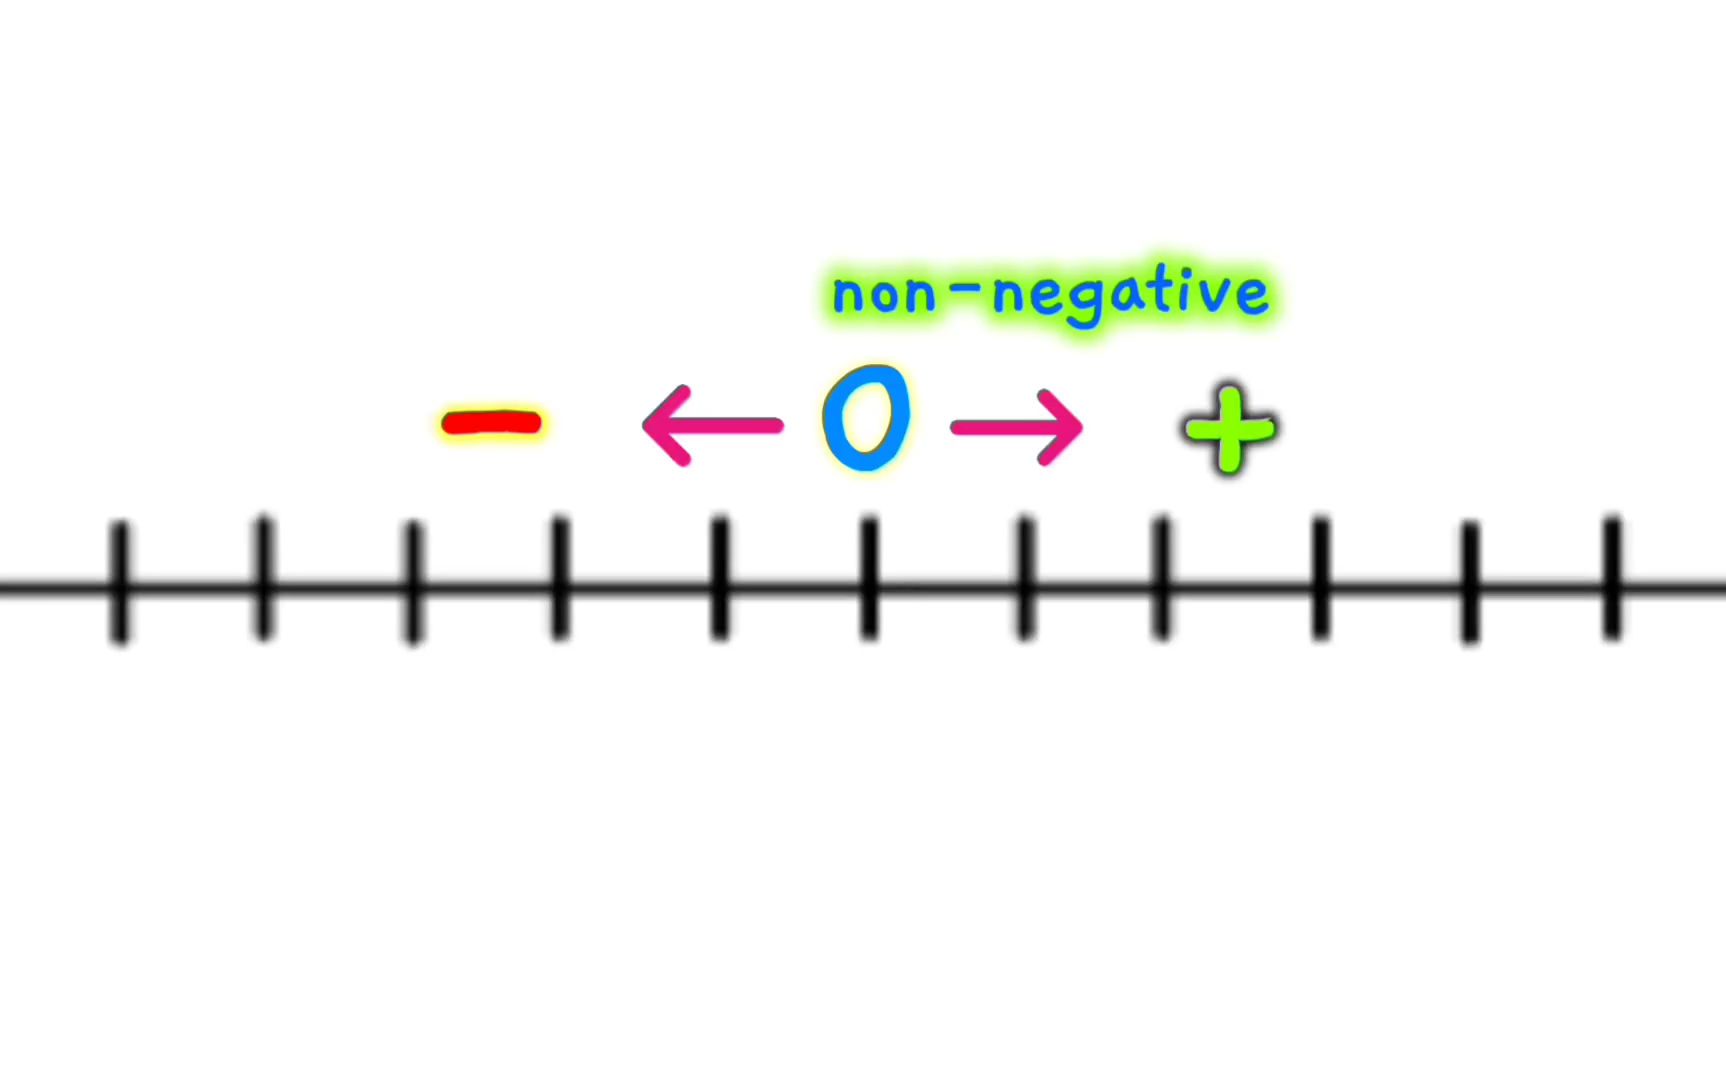 non-negative
- ← 0 → +